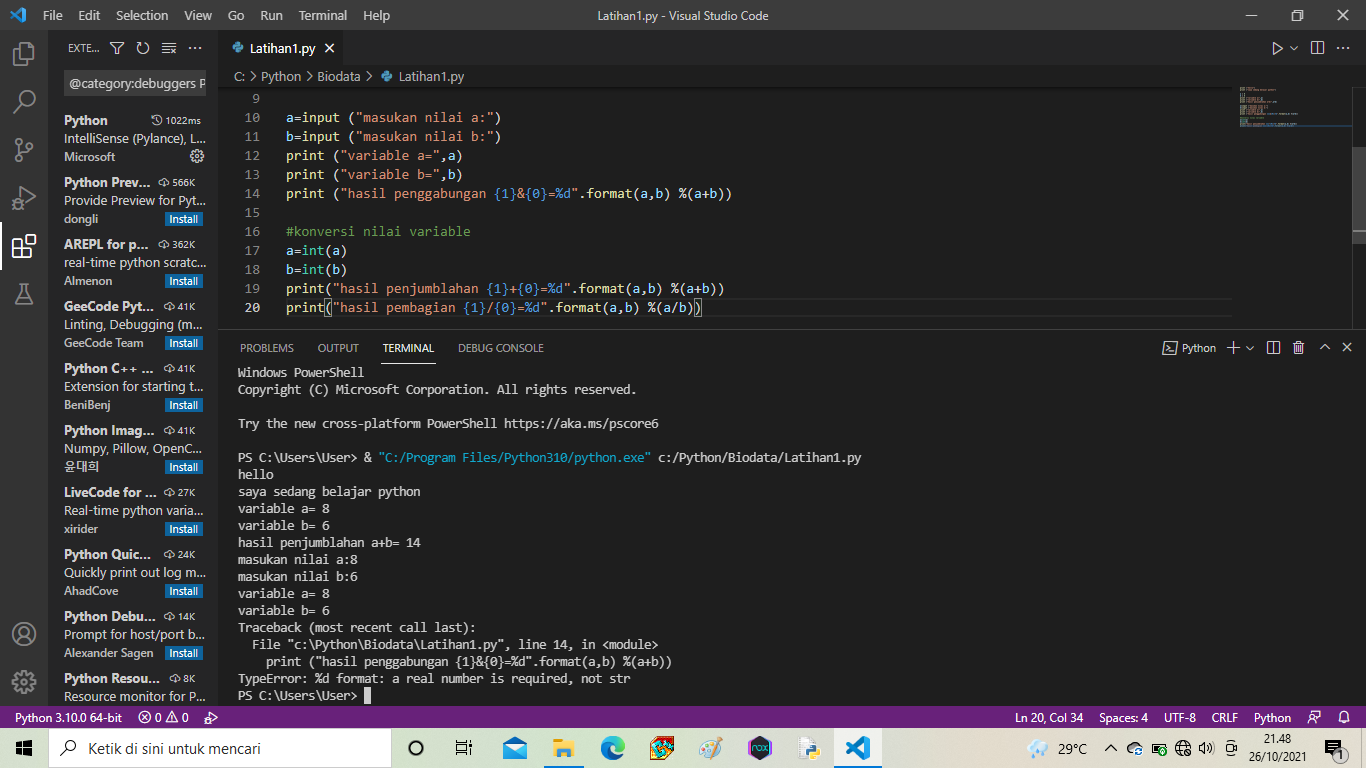 File Edit Selection View Go Run Terminal Help
Latihan1.py - Visual Studio Code
EXTE...
@category:debuggers P
Python 1022ms
IntelliSense (Pylance), L...
Microsoft
Python Prev... 566K
Provide Preview for Pyt...
dongli Install
AREPL for p... 362K
real-time python scratc...
Almenon Install
GeeCode Pyt... 41K
Linting, Debugging (m...
GeeCode Team Install
Python C++ ... 41K
Extension for starting t...
BeniBenj Install
Python Imag... 41K
Numpy, Pillow, OpenC...
윤대희 Install
LiveCode for ... 27K
Real-time python varia...
xirider Install
Python Quic... 24K
Quickly print out log m...
AhadCove Install
Python Debu... 14K
Prompt for host/port b...
Alexander Sagen Install
Python Resou... 8K
Resource monitor for P...
Latihan1.py
C: > Python > Biodata > Latihan1.py
9
10 a=input ("masukan nilai a:")
11 b=input ("masukan nilai b:")
12 print ("variable a=",a)
13 print ("variable b=",b)
14 print ("hasil penggabungan {1}&{0}=%d".format(a,b) %(a+b))
15
16 #konversi nilai variable
17 a=int(a)
18 b=int(b)
19 print("hasil penjumblahan {1}+{0}=%d".format(a,b) %(a+b))
20 print("hasil pembagian {1}/{0}=%d".format(a,b) %(a/b))
PROBLEMS OUTPUT TERMINAL DEBUG CONSOLE
Python
Windows PowerShell
Copyright (C) Microsoft Corporation. All rights reserved.
Try the new cross-platform PowerShell https://aka.ms/pscore6
PS C:\Users\User> & "C:/Program Files/Python310/python.exe" c:/Python/Biodata/Latihan1.py
hello
saya sedang belajar python
variable a= 8
variable b= 6
hasil penjumblahan a+b= 14
masukan nilai a:8
masukan nilai b:6
variable a= 8
variable b= 6
Traceback (most recent call last):
File "c:\Python\Biodata\Latihan1.py", line 14, in <module>
print ("hasil penggabungan {1}&{0}=%d".format(a,b) %(a+b))
TypeError: %d format: a real number is required, not str
PS C:\Users\User>
Python 3.10.0 64-bit 0 0
Ln 20, Col 34 Spaces: 4 UTF-8 CRLF Python
Ketik di sini untuk mencari
nox
29°C
21.48
26/10/2021
1